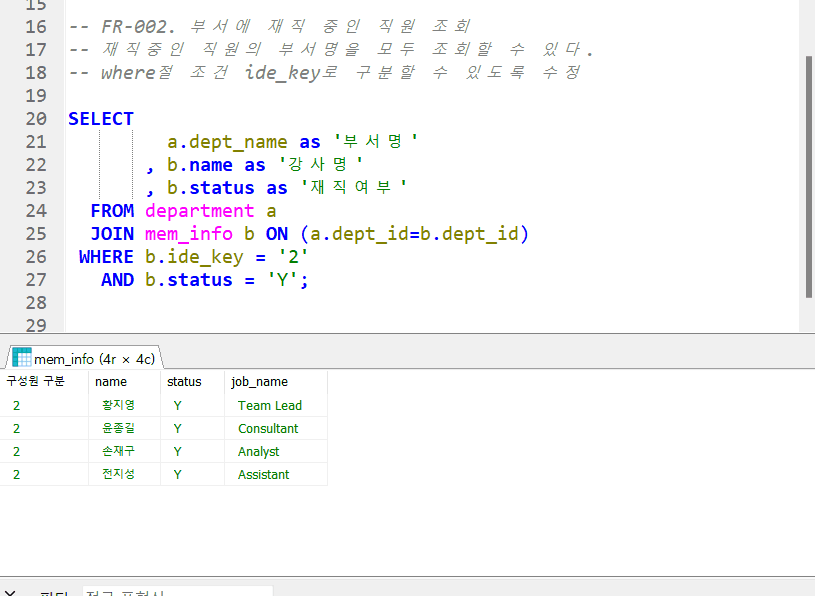 15
16 -- FR-002. 부서에 재직 중인 직원 조회
17 -- 재직중인 직원의 부서명을 모두 조회할 수 있다.
18 -- where절 조건 ide_key로 구분할 수 있도록 수정
19
20 SELECT
21 a.dept_name as '부서명'
22 , b.name as '강사명'
23 , b.status as '재직여부'
24 FROM department a
25 JOIN mem_info b ON (a.dept_id=b.dept_id)
26 WHERE b.ide_key = '2'
27 AND b.status = 'Y';
28
29
mem_info (4r × 4c)
구성원 구분 name status job_name
2 황지영 Y Team Lead
2 윤종길 Y Consultant
2 손재구 Y Analyst
2 전지성 Y Assistant